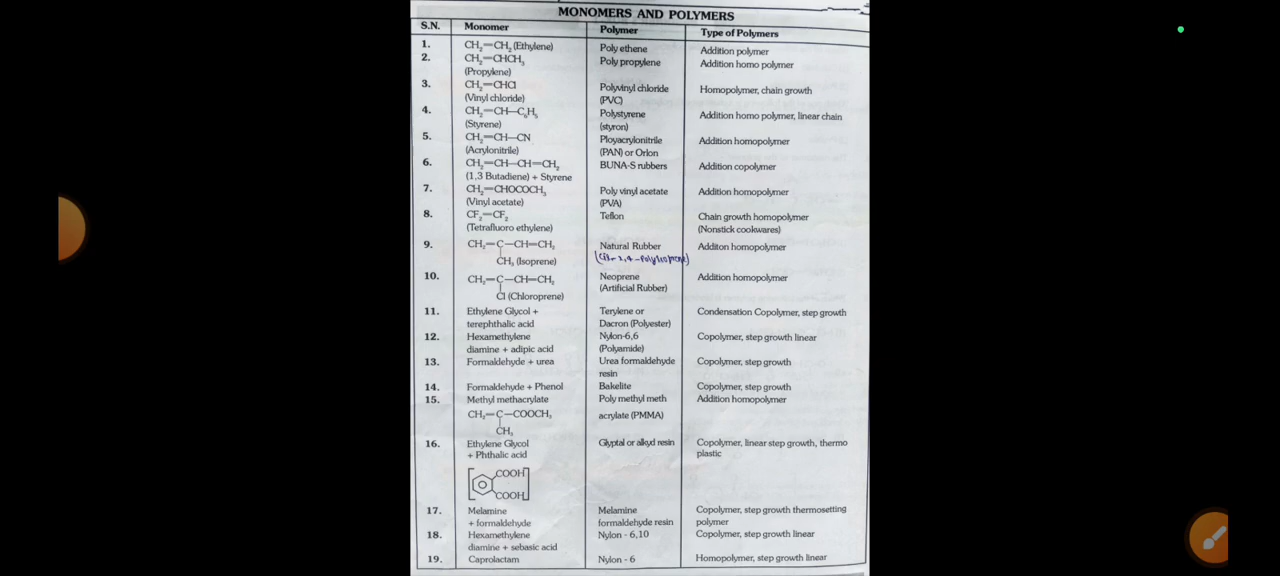 MONOMERS AND POLYMERS
S.N. Monomer Polymer Type of Polymers
1. CH₂=CH₂ (Ethylene) Poly ethene Addition polymer
2. CH₂=CHCH₃ Poly propylene Addition homo polymer
(Propylene)
3. CH₂=CHCl Polyvinyl chloride Homopolymer, chain growth
(Vinyl chloride) (PVC)
4. CH₂=CH—C₆H₅ Polystyrene Addition homo polymer, linear chain
(Styrene) (styron)
5. CH₂=CH—CN Ployacrylonitrile Addition homopolymer
(Acrylonitrile) (PAN) or Orlon
6. CH₂=CH—CH=CH₂ BUNA-S rubbers Addition copolymer
(1,3 Butadiene) + Styrene
7. CH₂=CHOCOCH₃ Poly vinyl acetate Addition homopolymer
(Vinyl acetate) (PVA)
8. CF₂=CF₂ Teflon Chain growth homopolymer
(Tetrafluoro ethylene) (Nonstick cookwares)
9. CH₂=C—CH=CH₂ Natural Rubber Additon homopolymer
CH₃ (Isoprene)
10. CH₂=C—CH=CH₂ Neoprene Addition homopolymer
Cl (Chloroprene) (Artificial Rubber)
11. Ethylene Glycol + Terylene or Condensation Copolymer, step growth
terephthalic acid Dacron (Polyester)
12. Hexamethylene Nylon-6,6 Copolymer, step growth linear
diamine + adipic acid (Polyamide)
13. Formaldehyde + urea Urea formaldehyde Copolymer, step growth
resin
14. Formaldehyde + Phenol Bakelite Copolymer, step growth
15. Methyl methacrylate Poly methyl meth Addition homopolymer
CH₂=C—COOCH₃ acrylate (PMMA)
CH₃
16. Ethylene Glycol Glyptal or alkyd resin Copolymer, linear step growth, thermo
+ Phthalic acid plastic
COOH
COOH
17. Melamine Melamine Copolymer, step growth thermosetting
+ formaldehyde formaldehyde resin polymer
18. Hexamethylene Nylon - 6,10 Copolymer, step growth linear
diamine + sebasic acid
19. Caprolactam Nylon - 6 Homopolymer, step growth linear